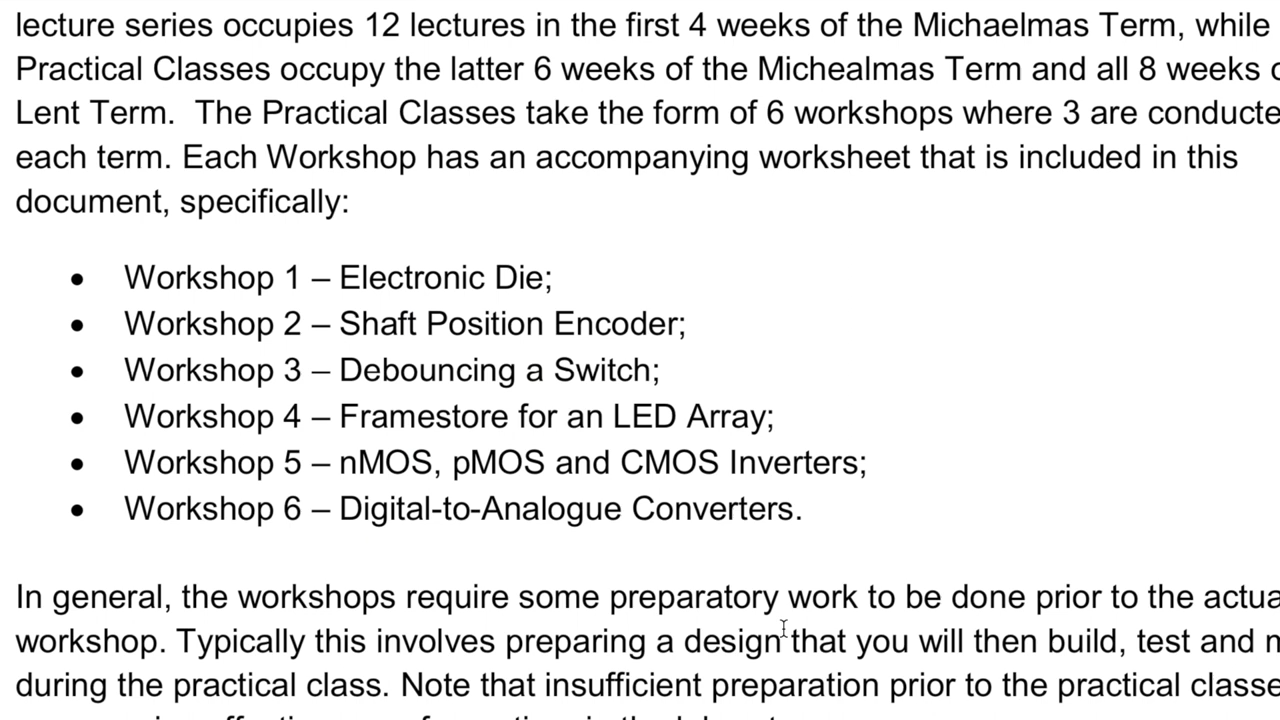 lecture series occupies 12 lectures in the first 4 weeks of the Michaelmas Term, while
Practical Classes occupy the latter 6 weeks of the Michealmas Term and all 8 weeks
Lent Term. The Practical Classes take the form of 6 workshops where 3 are
each term. Each Workshop has an accompanying worksheet that is included in this
document, specifically:
• Workshop 1 – Electronic Die;
• Workshop 2 – Shaft Position Encoder;
• Workshop 3 – Debouncing a Switch;
• Workshop 4 – Framestore for an LED Array;
• Workshop 5 – nMOS, pMOS and CMOS Inverters;
• Workshop 6 – Digital-to-Analogue Converters.
In general, the workshops require some preparatory work to be done prior to the
workshop. Typically this involves preparing a design that you will then build, test and
during the practical class. Note that insufficient preparation prior to the practical